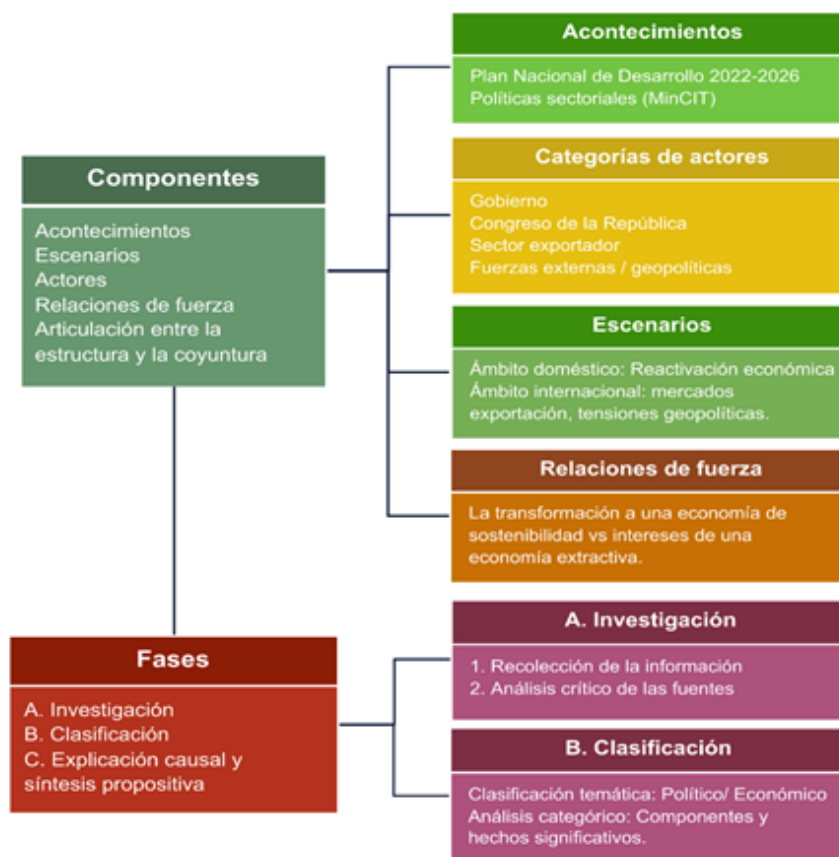 Acontecimientos
Plan Nacional de Desarrollo 2022-2026
Políticas sectoriales (MinCIT)
Componentes
Acontecimientos
Escenarios
Actores
Relaciones de fuerza
Articulación entre la
estructura y la coyuntura
Categorías de actores
Gobierno
Congreso de la República
Sector exportador
Fuerzas externas / geopolíticas
Escenarios
Ámbito doméstico: Reactivación económica
Ámbito internacional: mercados
exportación, tensiones geopolíticas.
Relaciones de fuerza
La transformación a una economía de
sostenibilidad vs intereses de una
economía extractiva.
Fases
A. Investigación
B. Clasificación
C. Explicación causal y
síntesis propositiva
A. Investigación
1. Recolección de la información
2. Análisis crítico de las fuentes
B. Clasificación
Clasificación temática: Político/ Económico
Análisis categórico: Componentes y
hechos significativos.